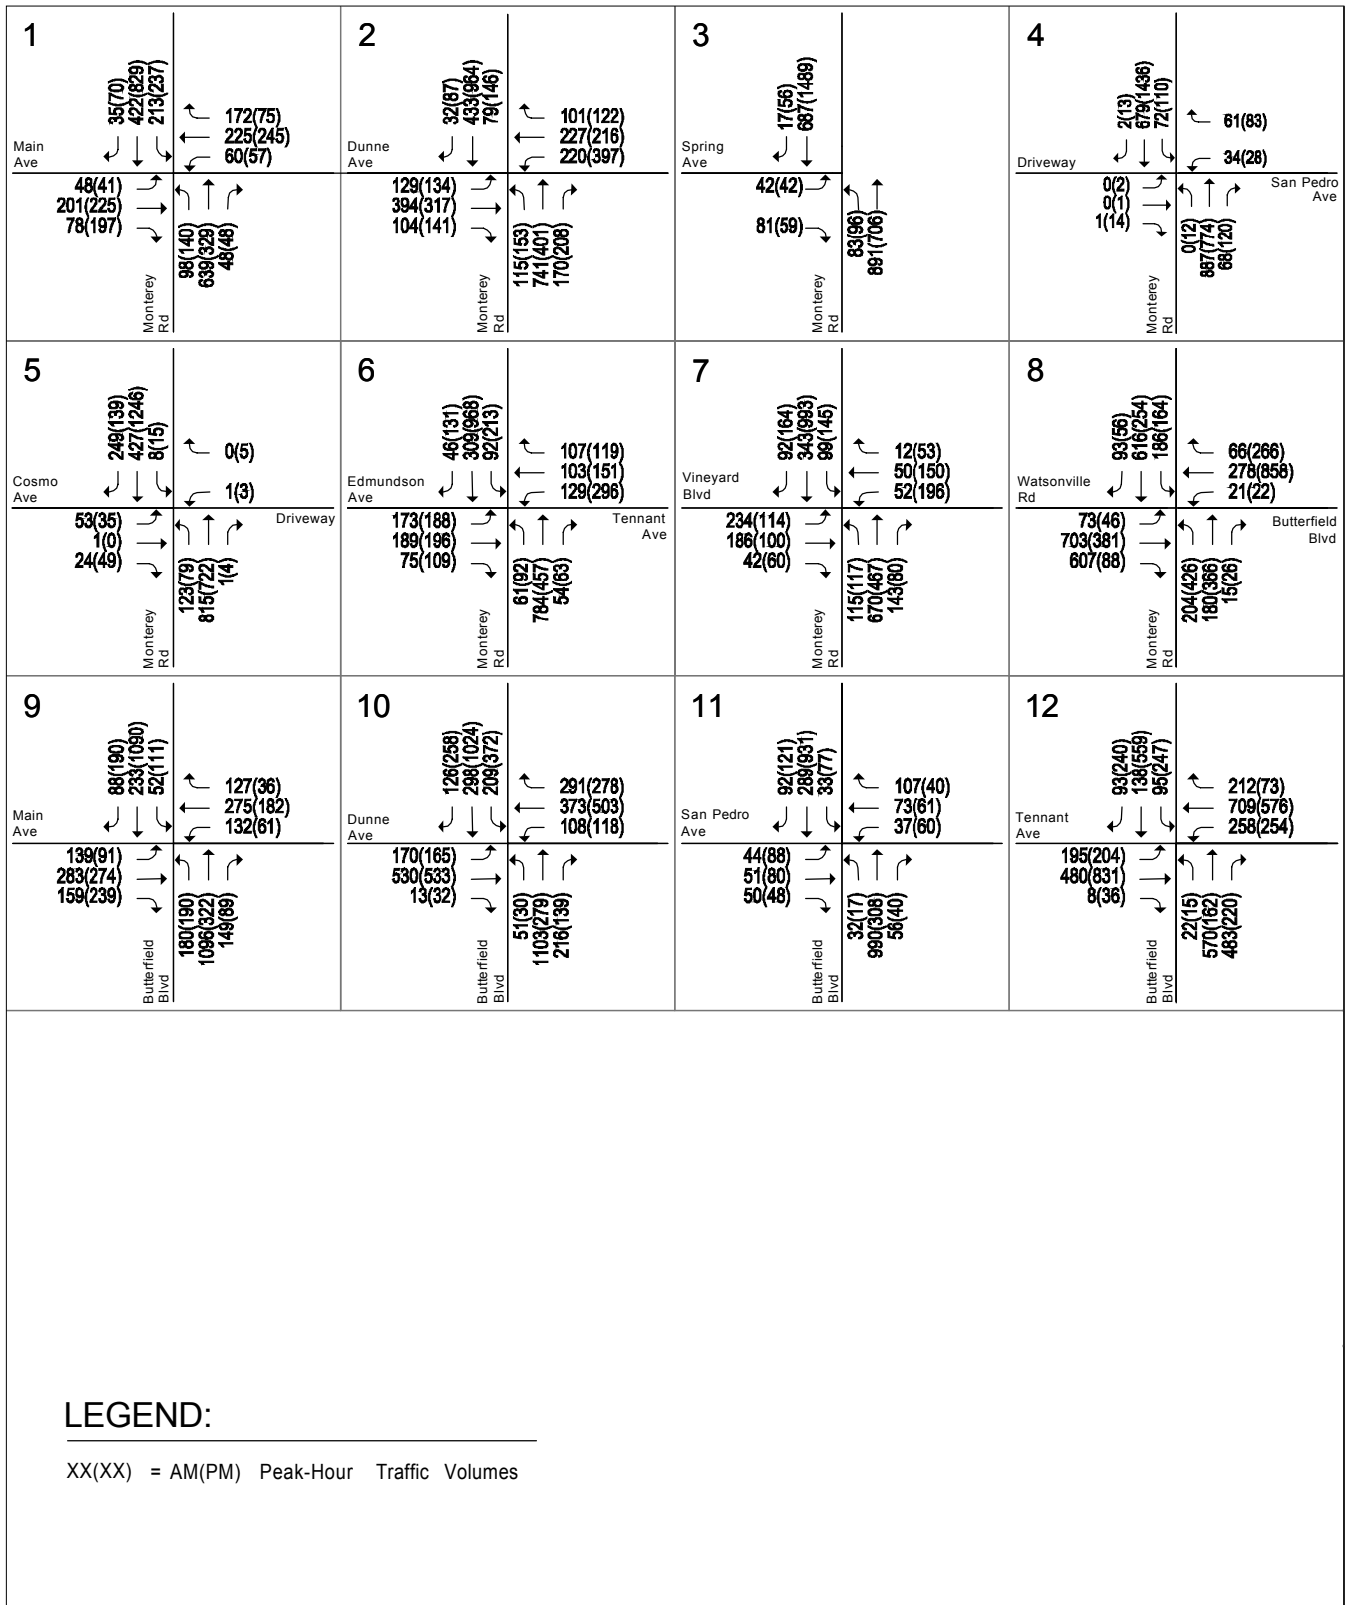 1
35(70)
422(829)
213(237)
172(75)
225(245)
60(57)
Main
Ave
48(41)
201(225)
78(197)
98(140)
639(329)
48(48)
Monterey
Rd
2
32(87)
433(964)
79(146)
101(122)
227(216)
220(397)
Dunne
Ave
129(134)
394(317)
104(141)
115(153)
741(401)
170(208)
Monterey
Rd
3
17(56)
687(1489)
Spring
Ave
42(42)
81(59)
83(96)
891(706)
Monterey
Rd
4
2(13)
679(1436)
72(110)
61(83)
34(28)
Driveway
San Pedro
Ave
0(2)
0(1)
1(14)
0(12)
887(774)
68(120)
Monterey
Rd
5
249(139)
427(1246)
8(15)
0(5)
1(3)
Cosmo
Ave
Driveway
53(35)
1(0)
24(49)
123(79)
815(722)
1(4)
Monterey
Rd
6
46(131)
309(968)
92(213)
107(119)
103(151)
129(296)
Edmundson
Ave
Tennant
Ave
173(188)
189(196)
75(109)
61(92)
784(457)
54(63)
Monterey
Rd
7
92(164)
343(993)
99(145)
12(53)
50(150)
52(196)
Vineyard
Blvd
234(114)
186(100)
42(60)
115(117)
670(467)
143(80)
Monterey
Rd
8
93(56)
616(254)
186(164)
66(266)
278(858)
21(22)
Watsonville
Rd
Butterfield
Blvd
73(46)
703(381)
607(88)
204(426)
180(366)
15(26)
Monterey
Rd
9
88(190)
233(1090)
52(111)
127(36)
275(182)
132(61)
Main
Ave
139(91)
283(274)
159(239)
180(190)
1096(322)
149(89)
Butterfield
Blvd
10
126(258)
298(1024)
209(372)
291(278)
373(503)
108(118)
Dunne
Ave
170(165)
530(533)
13(32)
51(30)
1103(279)
216(139)
Butterfield
Blvd
11
92(121)
289(931)
33(77)
107(40)
73(61)
37(60)
San Pedro
Ave
44(88)
51(80)
50(48)
32(17)
990(308)
56(40)
Butterfield
Blvd
12
93(240)
138(559)
95(247)
212(73)
709(576)
258(254)
Tennant
Ave
195(204)
480(831)
8(36)
22(15)
570(162)
483(220)
Butterfield
Blvd
LEGEND:
XX(XX) = AM(PM) Peak-Hour Traffic Volumes